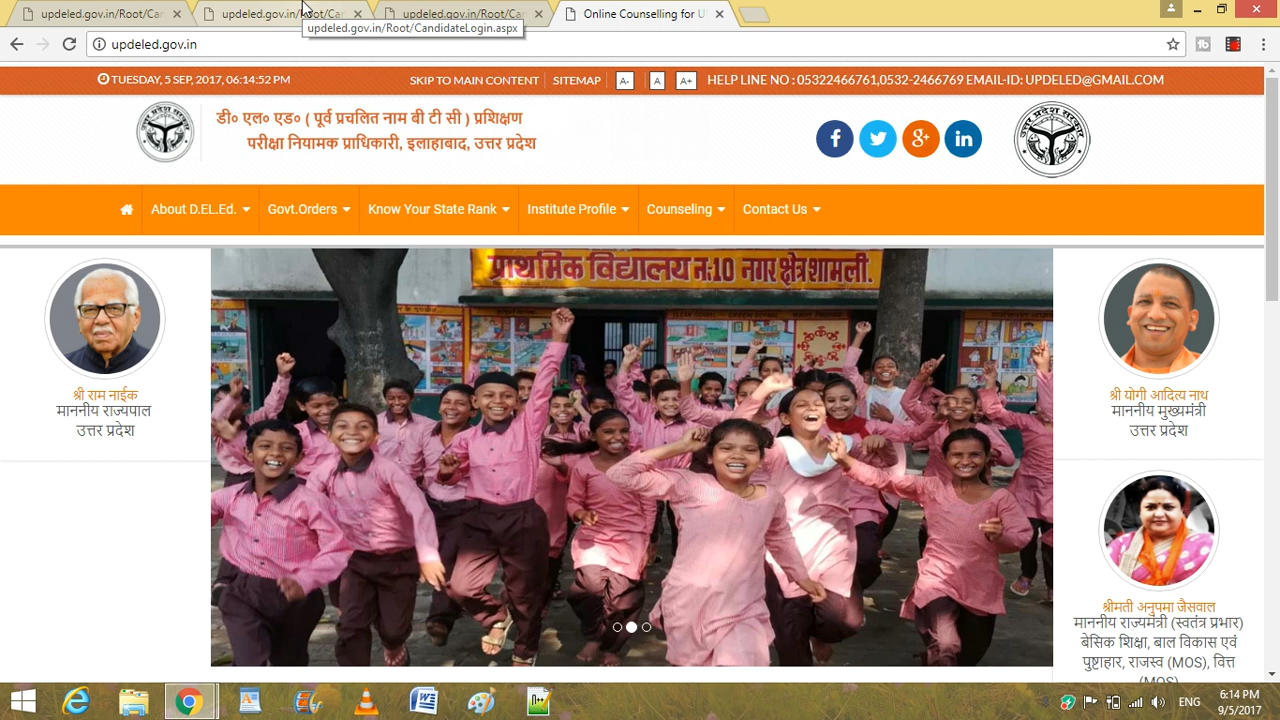 updeled.gov.in/Root/Ca
updeled.gov.in/Root/Car
updeled.gov.in/Root/Car
Online Counselling for U
updeled.gov.in/Root/CandidateLogin.aspx
updeled.gov.in
TUESDAY, 5 SEP, 2017, 06:14:52 PM
SKIP TO MAIN CONTENT
SITEMAP
A-
A
A+
HELP LINE NO : 05322466761,0532-2466769 EMAIL-ID: UPDELED@GMAIL.COM
डी० एल० एड० ( पूर्व प्रचलित नाम बी टी सी ) प्रशिक्षण
परीक्षा नियामक प्राधिकारी, इलाहाबाद, उत्तर प्रदेश
About D.EL.Ed.
Govt.Orders
Know Your State Rank
Institute Profile
Counseling
Contact Us
प्राथमिक विद्यालय न:10 नगर क्षेत्र शामली.
श्री राम नाईक
माननीय राज्यपाल
उत्तर प्रदेश
श्री योगी आदित्य नाथ
माननीय मुख्यमंत्री
उत्तर प्रदेश
श्रीमती अनुपमा जैसवाल
माननीय राज्यमंत्री (स्वतंत्र प्रभार)
बेसिक शिक्षा, बाल विकास एवं
पुष्टाहार, राजस्व (MOS), वित्त
(MOS)
ENG
6:14 PM
9/5/2017